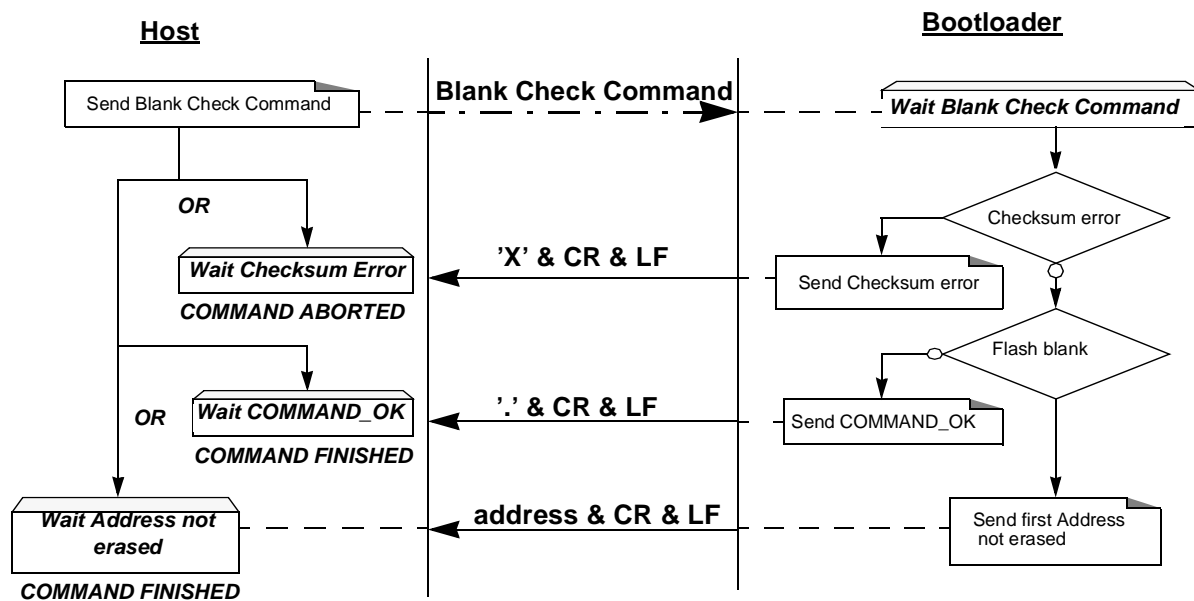 Host
Bootloader
Send Blank Check Command
Blank Check Command
Wait Blank Check Command
OR
Checksum error
Wait Checksum Error
’X’ & CR & LF
Send Checksum error
COMMAND ABORTED
Flash blank
OR
Wait COMMAND_OK
’.’ & CR & LF
Send COMMAND_OK
COMMAND FINISHED
Wait Address not
erased
address & CR & LF
Send first Address
not erased
COMMAND FINISHED